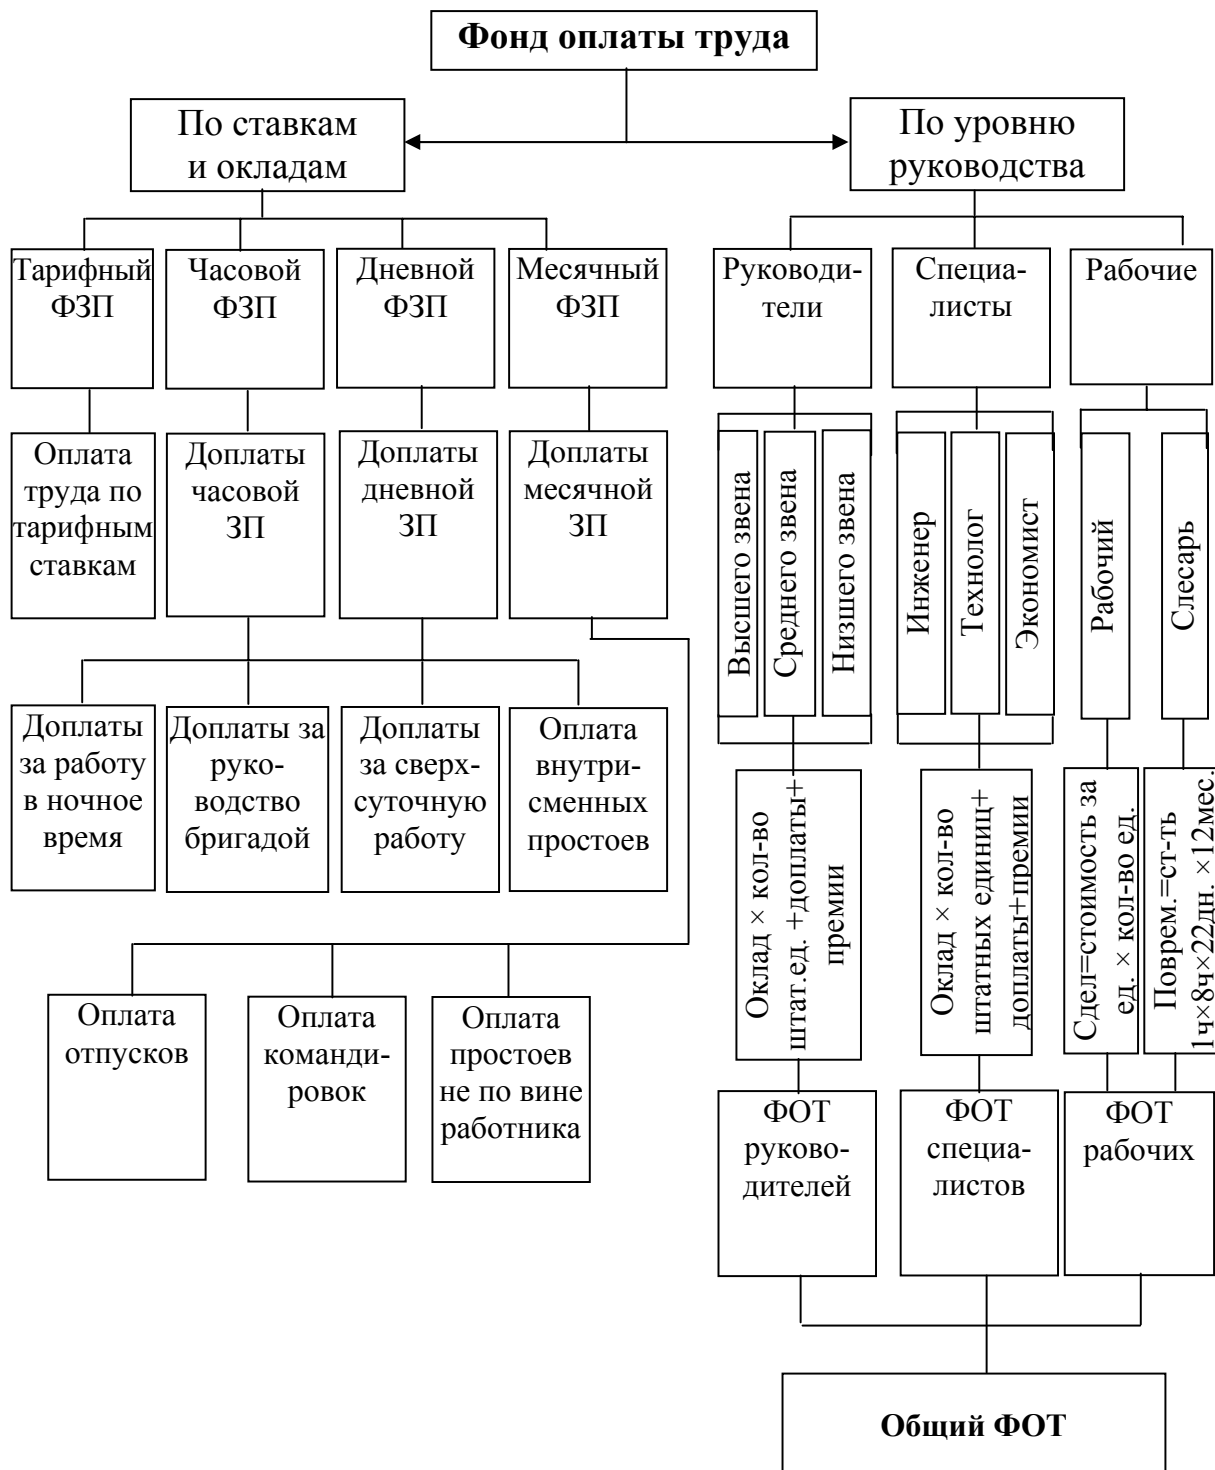 Фонд оплаты труда
По ставкам
и окладам
По уровню
руководства
Тарифный
ФЗП
Часовой
ФЗП
Дневной
ФЗП
Месячный
ФЗП
Руководи-
тели
Специа-
листы
Рабочие
Оплата
труда по
тарифным
ставкам
Доплаты
часовой
ЗП
Доплаты
дневной
ЗП
Доплаты
месячной
ЗП
Высшего звена
Среднего звена
Низшего звена
Инженер
Технолог
Экономист
Рабочий
Слесарь
Доплаты
за работу
в ночное
время
Доплаты за
руко-
водство
бригадой
Доплаты
за сверх-
суточную
работу
Оплата
внутри-
сменных
простоев
Оклад × кол-во
штат.ед. +доплаты+
премии
Оклад × кол-во
штатных единиц+
доплаты+премии
Сдел=стоимость за
ед. × кол-во ед.
Поврем.=ст-ть
1ч×8ч×22дн. ×12мес.
Оплата
отпусков
Оплата
команди-
ровок
Оплата
простоев
не по вине
работника
ФОТ
руково-
дителей
ФОТ
специа-
листов
ФОТ
рабочих
Общий ФОТ